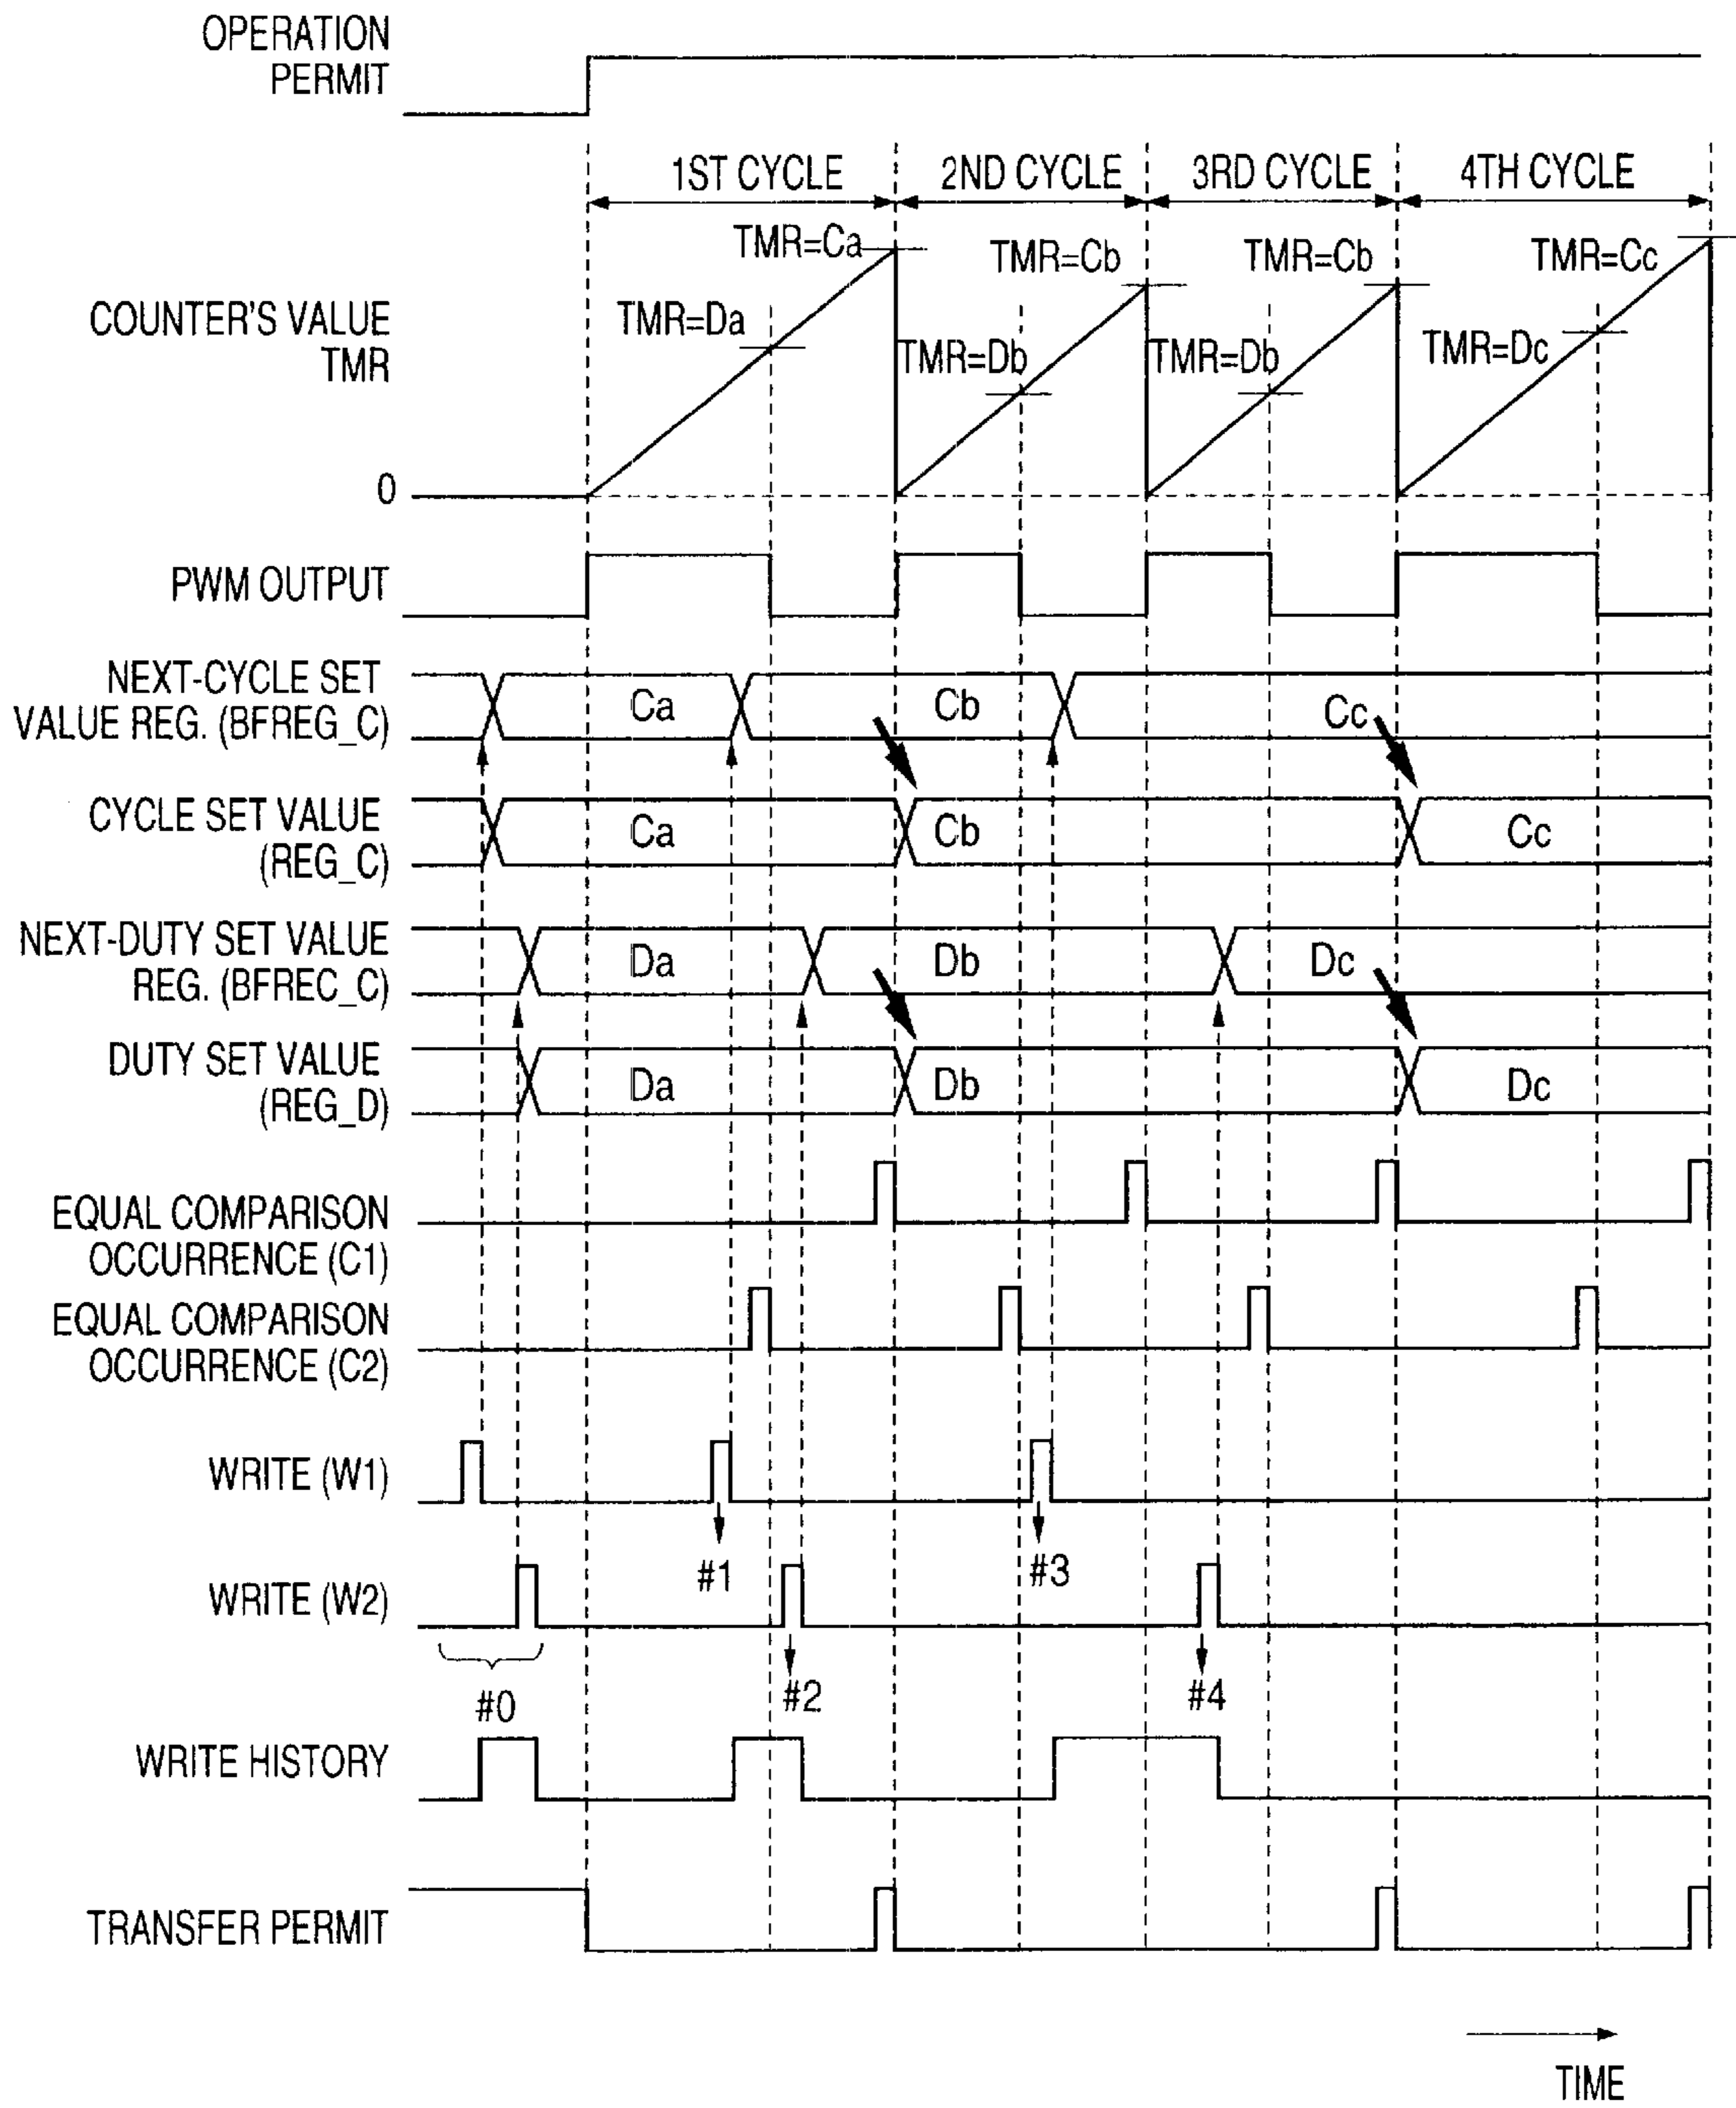 OPERATION
PERMIT
1ST CYCLE
2ND CYCLE
3RD CYCLE
4TH CYCLE
TMR=Ca
TMR=Cb
TMR=Cb
TMR=Cc
COUNTER'S VALUE
TMR
TMR=Da
TMR=Db
TMR=Db
TMR=Dc
0
PWM OUTPUT
NEXT-CYCLE SET
VALUE REG. (BFREG_C)
Ca
Cb
Cc
CYCLE SET VALUE
(REG_C)
Ca
Cb
Cc
NEXT-DUTY SET VALUE
REG. (BFREC_C)
Da
Db
Dc
DUTY SET VALUE
(REG_D)
Da
Db
Dc
EQUAL COMPARISON
OCCURRENCE (C1)
EQUAL COMPARISON
OCCURRENCE (C2)
WRITE (W1)
#1
#3
WRITE (W2)
#0
#2
#4
WRITE HISTORY
TRANSFER PERMIT
TIME